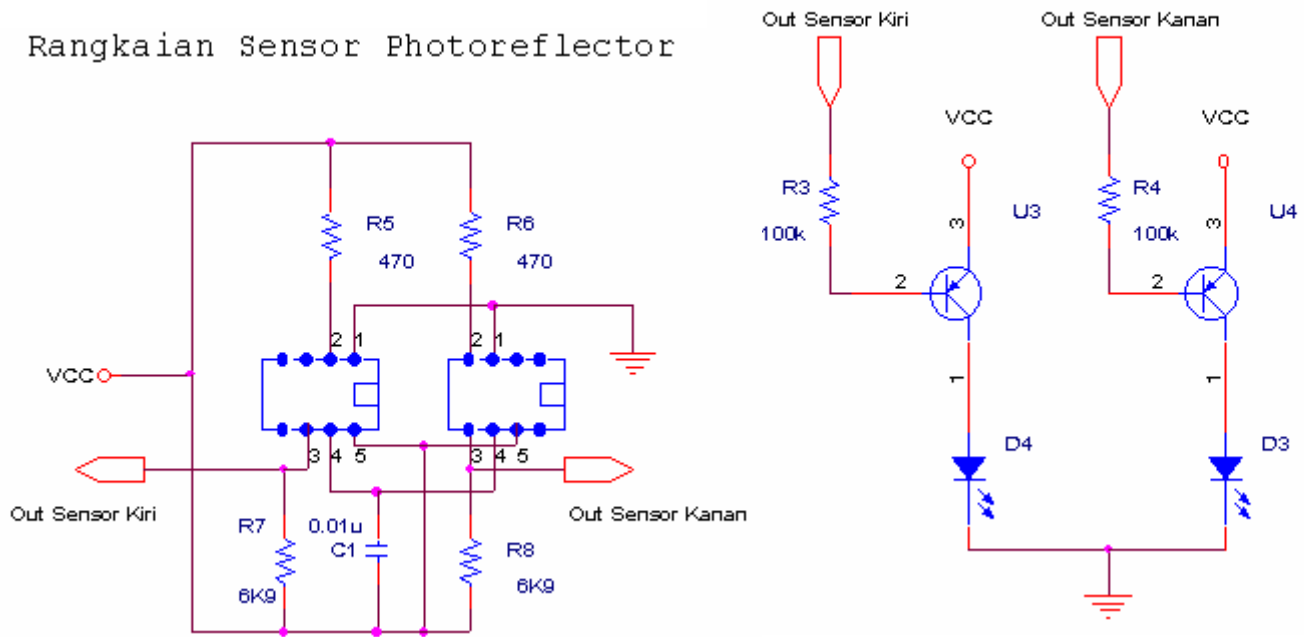 Rangkaian Sensor Photoreflector
R5
470
R6
470
2 1
2 1
VCC
3 4 5
3 4 5
Out Sensor Kiri
Out Sensor Kanan
R7
6K9
0.01u
C1
R8
6K9
Out Sensor Kiri
Out Sensor Kanan
VCC
VCC
R3
100k
3
U3
2
1
D4
R4
100k
3
U4
2
1
D3